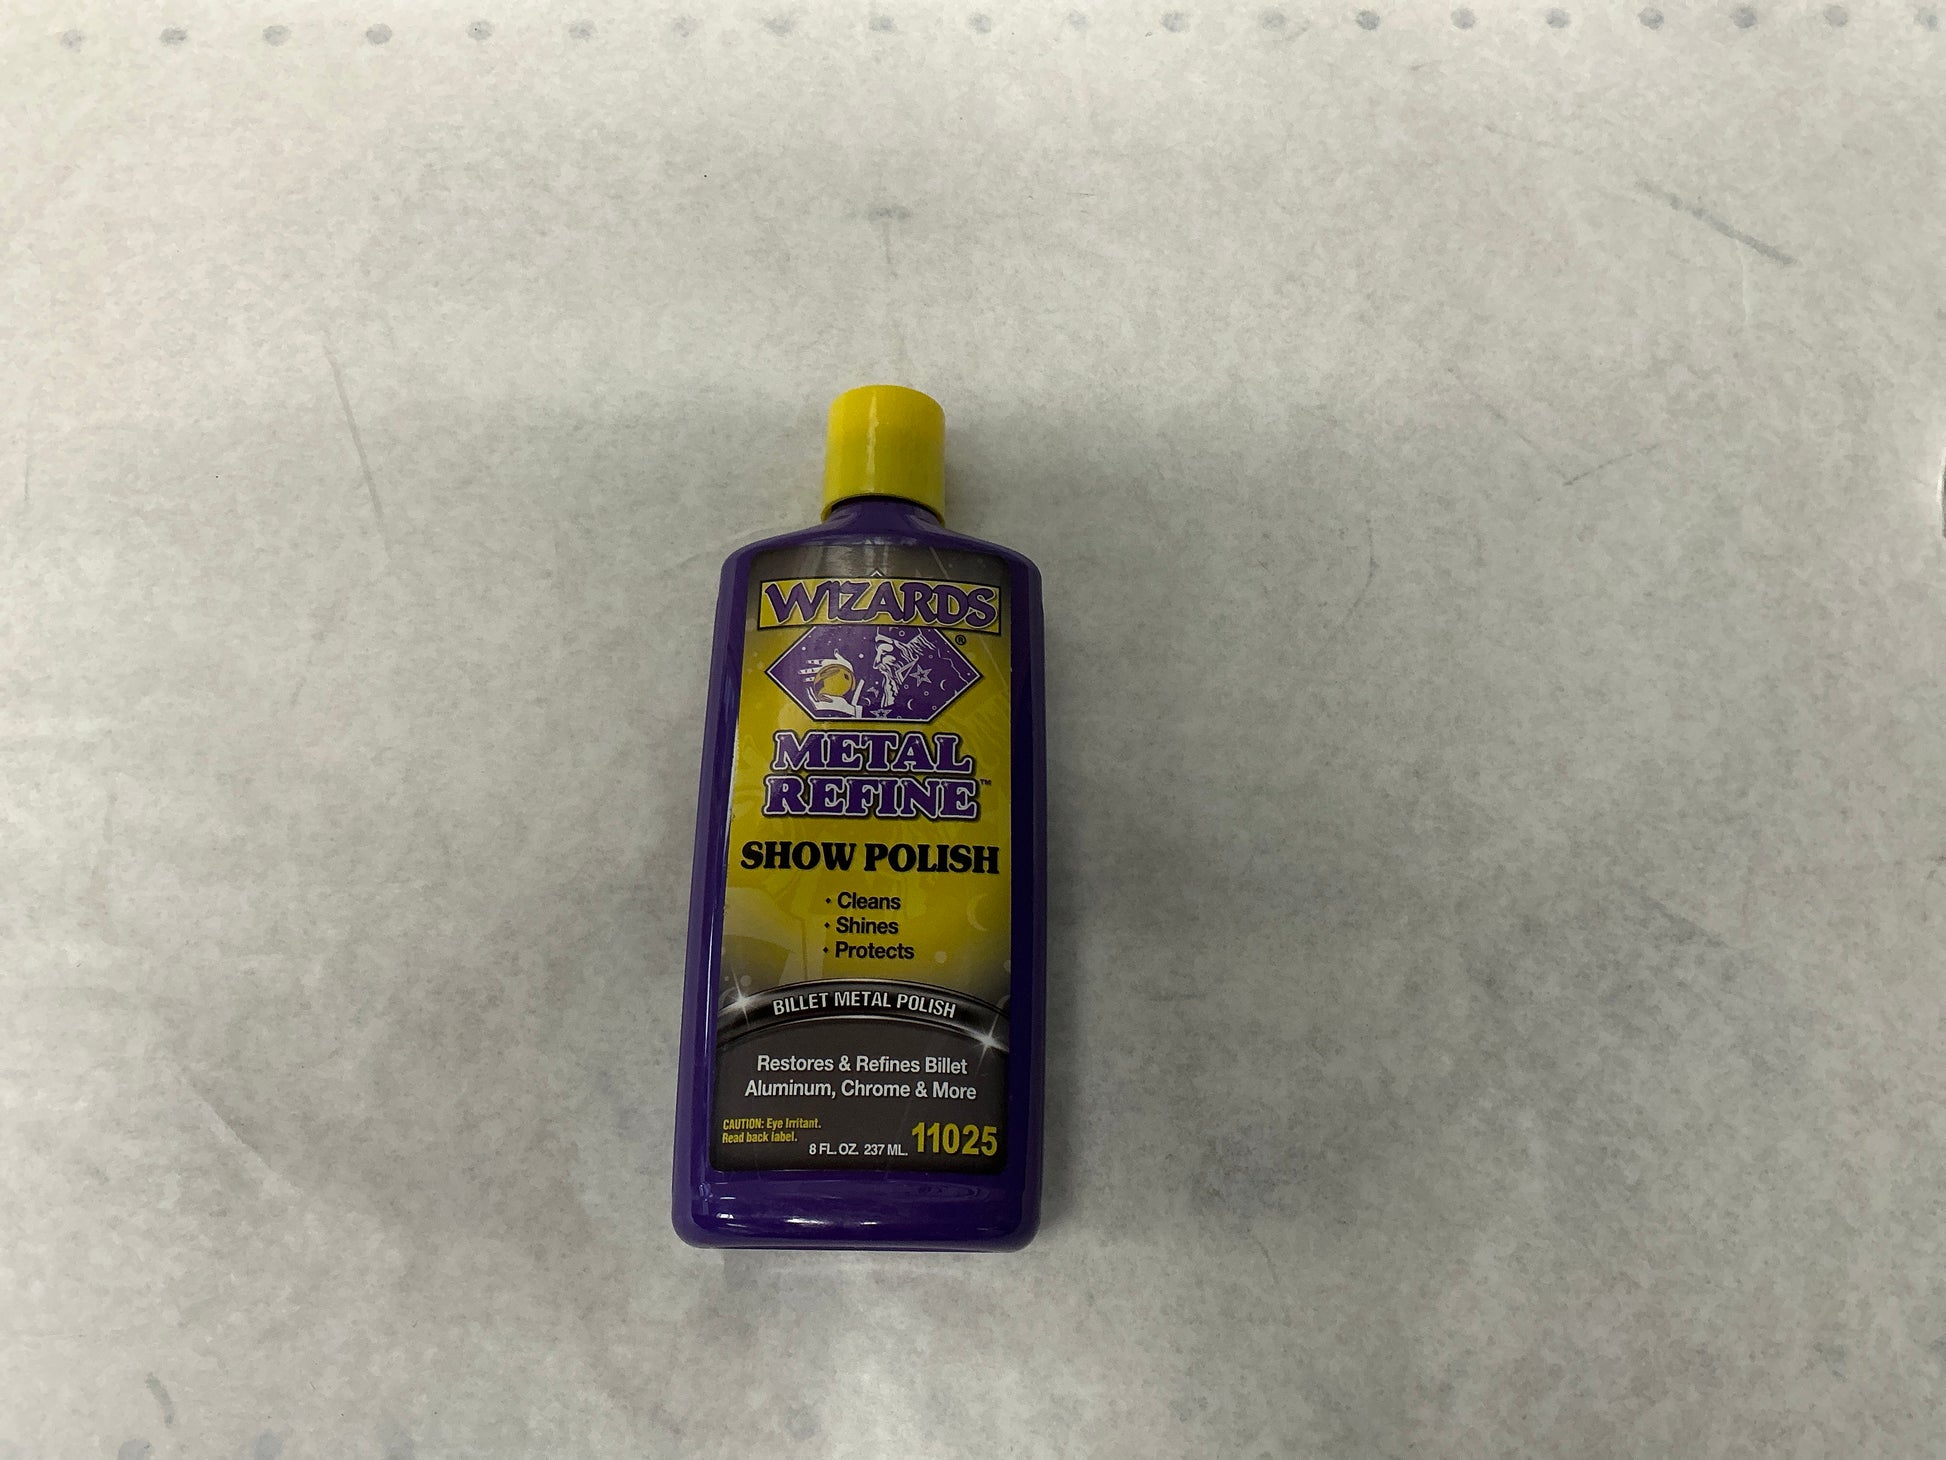 WIZARDS
®
METAL
REFINE™
SHOW POLISH
• Cleans
• Shines
• Protects
BILLET METAL POLISH
Restores & Refines Billet
Aluminum, Chrome & More
CAUTION: Eye Irritant.
Read back label.
8 FL. OZ. 237 ML. 11025